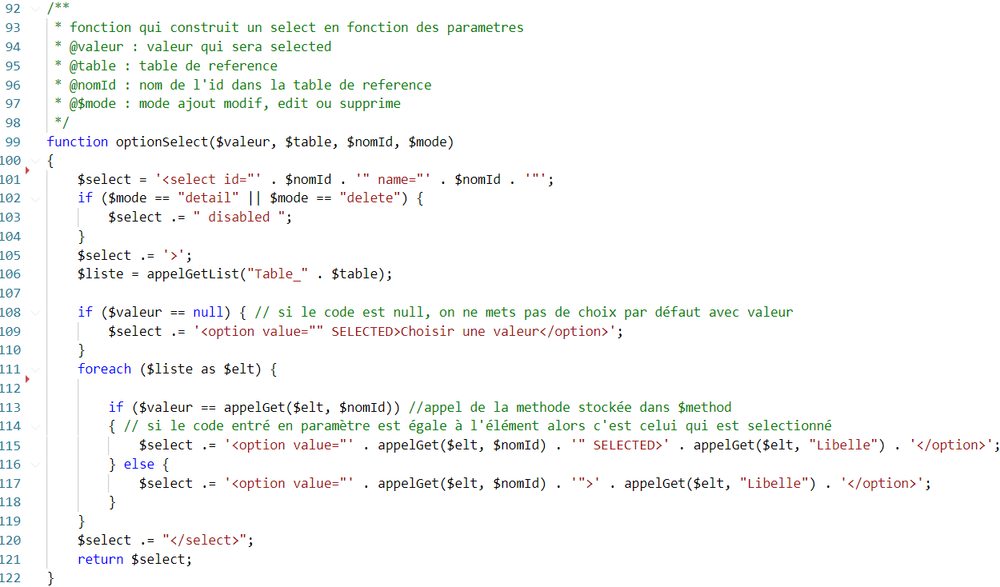 92 /**
93 * fonction qui construit un select en fonction des parametres
94 * @valeur : valeur qui sera selected
95 * @table : table de reference
96 * @nomId : nom de l'id dans la table de reference
97 * @$mode : mode ajout modif, edit ou supprime
98 */
99 function optionSelect($valeur, $table, $nomId, $mode)
100 {
101 $select = '<select id="' . $nomId . '" name="' . $nomId . '"';
102 if ($mode == "detail" || $mode == "delete") {
103 $select .= " disabled ";
104 }
105 $select .= '>';
106 $liste = appelGetList("Table_" . $table);
107
108 if ($valeur == null) { // si le code est null, on ne mets pas de choix par défaut avec valeur
109 $select .= '<option value="" SELECTED>Choisir une valeur</option>';
110 }
111 foreach ($liste as $elt) {
112
113 if ($valeur == appelGet($elt, $nomId)) //appel de la methode stockée dans $method
114 { // si le code entré en paramètre est égale à l'élément alors c'est celui qui est selectionné
115 $select .= '<option value="' . appelGet($elt, $nomId) . '" SELECTED>' . appelGet($elt, "Libelle") . '</option>';
116 } else {
117 $select .= '<option value="' . appelGet($elt, $nomId) . '">' . appelGet($elt, "Libelle") . '</option>';
118 }
119 }
120 $select .= "</select>";
121 return $select;
122 }